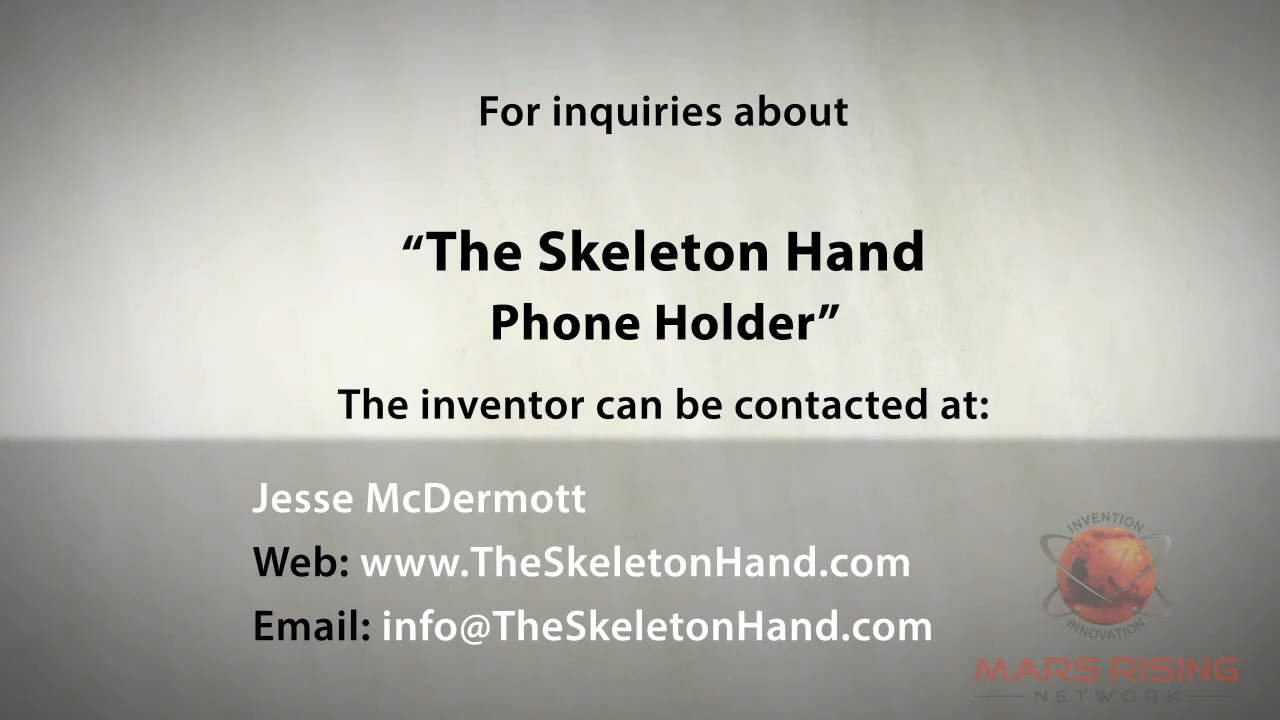 For inquiries about
“The Skeleton Hand
Phone Holder”
The inventor can be contacted at:
Jesse McDermott
Web: www.TheSkeletonHand.com
Email: info@TheSkeletonHand.com
INVENTION
INNOVATION
MARS RISING
NETWORK